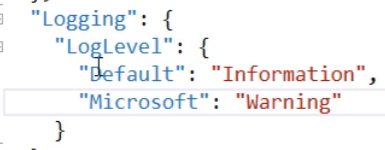 "Logging": {
"LogLevel": {
"Default": "Information",
"Microsoft": "Warning"
}